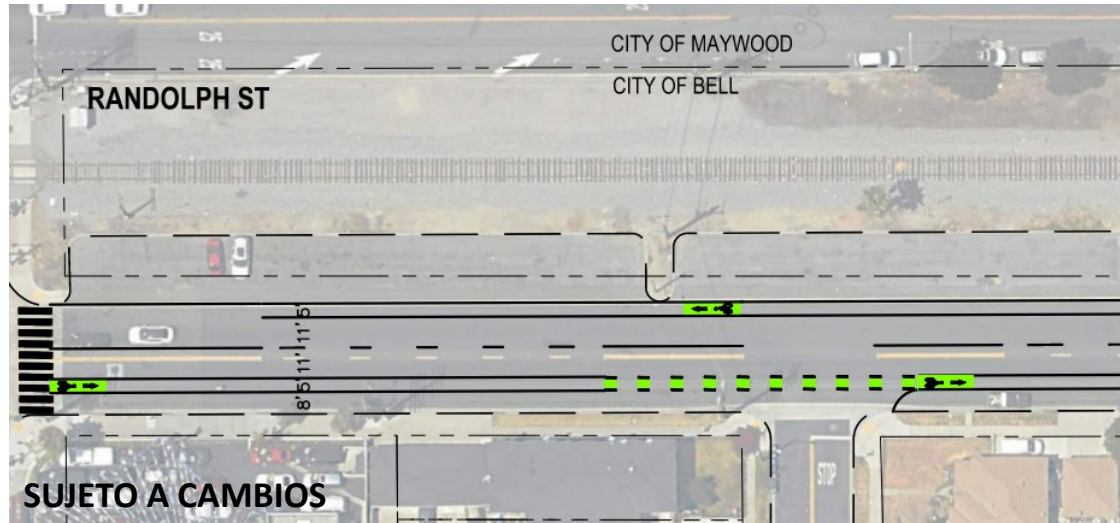 CITY OF MAYWOOD
CITY OF BELL
RANDOLPH ST
8' 5' 11' 11' 5'
STOP
SUJETO A CAMBIOS